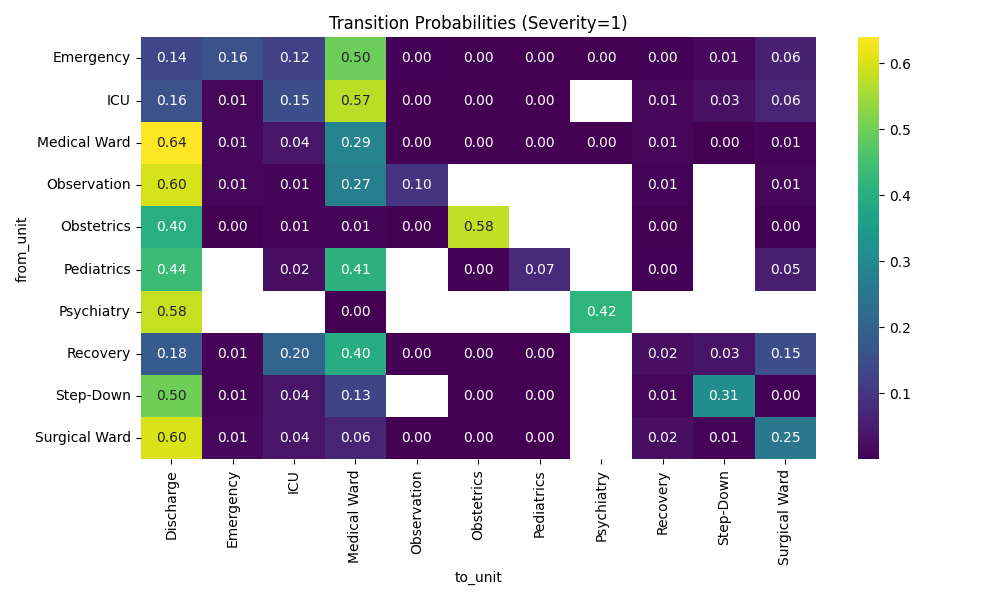 Transition Probabilities (Severity=1)
from_unit
Emergency 0.14 0.16 0.12 0.50 0.00 0.00 0.00 0.00 0.00 0.01 0.06
ICU 0.16 0.01 0.15 0.57 0.00 0.00 0.00 0.01 0.03 0.06
Medical Ward 0.64 0.01 0.04 0.29 0.00 0.00 0.00 0.00 0.01 0.00 0.01
Observation 0.60 0.01 0.01 0.27 0.10 0.01 0.01
Obstetrics 0.40 0.00 0.01 0.01 0.00 0.58 0.00 0.00
Pediatrics 0.44 0.02 0.41 0.00 0.07 0.00 0.05
Psychiatry 0.58 0.00 0.42
Recovery 0.18 0.01 0.20 0.40 0.00 0.00 0.00 0.02 0.03 0.15
Step-Down 0.50 0.01 0.04 0.13 0.00 0.00 0.01 0.31 0.00
Surgical Ward 0.60 0.01 0.04 0.06 0.00 0.00 0.00 0.02 0.01 0.25
Discharge
Emergency
ICU
Medical Ward
Observation
Obstetrics
Pediatrics
Psychiatry
Recovery
Step-Down
Surgical Ward
to_unit
0.6
0.5
0.4
0.3
0.2
0.1